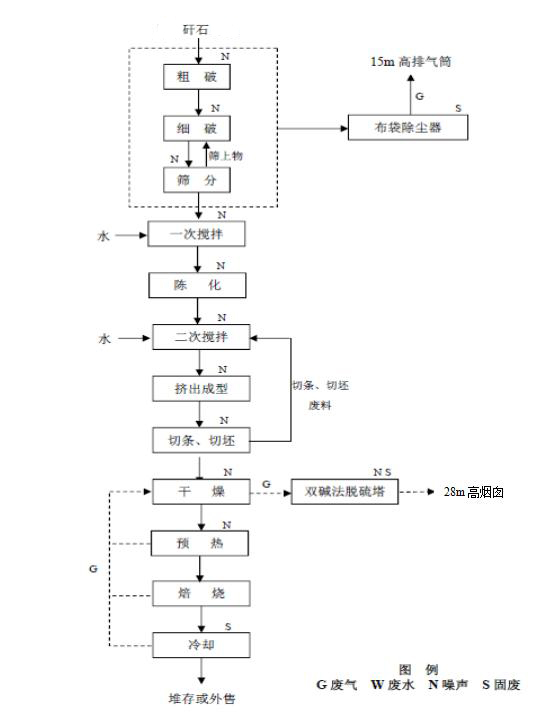 矸石
N
15m 高排气筒
粗 破
G
N
S
细 破
布袋除尘器
N
筛上物
筛 分
N
水
一次搅拌
N
陈 化
N
水
二次搅拌
N
挤出成型
切条、切坯
废料
N
切条、切坯
N
G
N S
干 燥
双碱法脱硫塔
28m 高烟囱
N
预 热
G
焙 烧
S
冷却
图 例
堆存或外售
G 废气 W 废水 N 噪声 S 固废